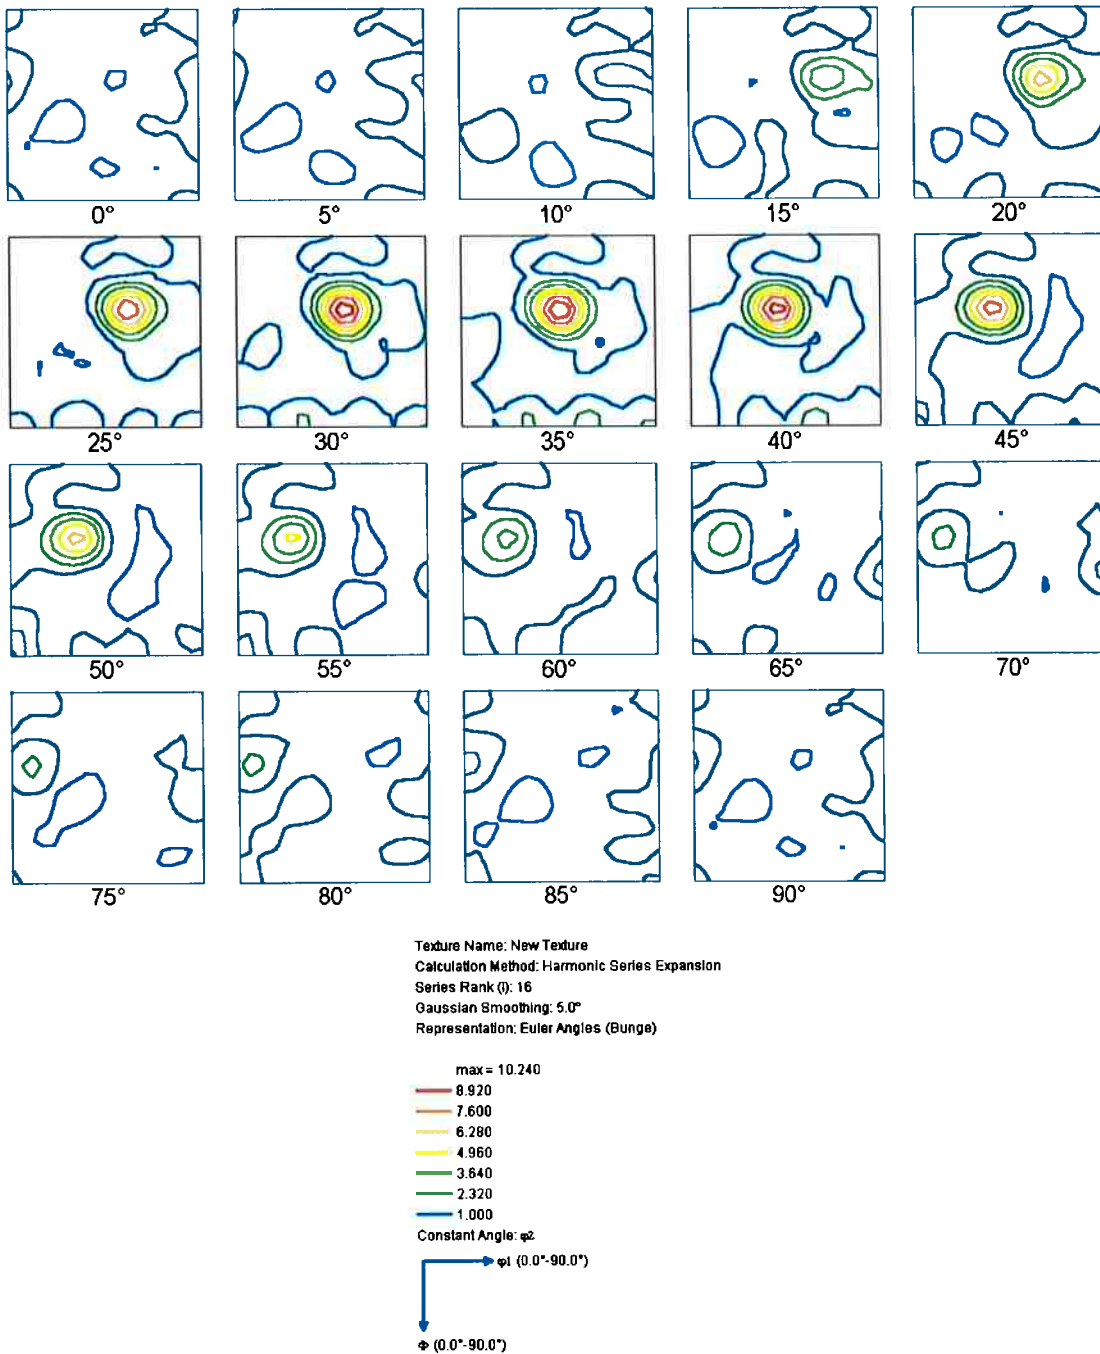 0° 5° 10° 15° 20°
25° 30° 35° 40° 45°
50° 55° 60° 65° 70°
75° 80° 85° 90°
Texture Name: New Texture
Calculation Method: Harmonic Series Expansion
Series Rank (l): 16
Gaussian Smoothing: 5.0°
Representation: Euler Angles (Bunge)
max = 10.240
8.920
7.600
6.280
4.960
3.640
2.320
1.000
Constant Angle: φ2
φ1 (0.0°-90.0°)
Φ (0.0°-90.0°)